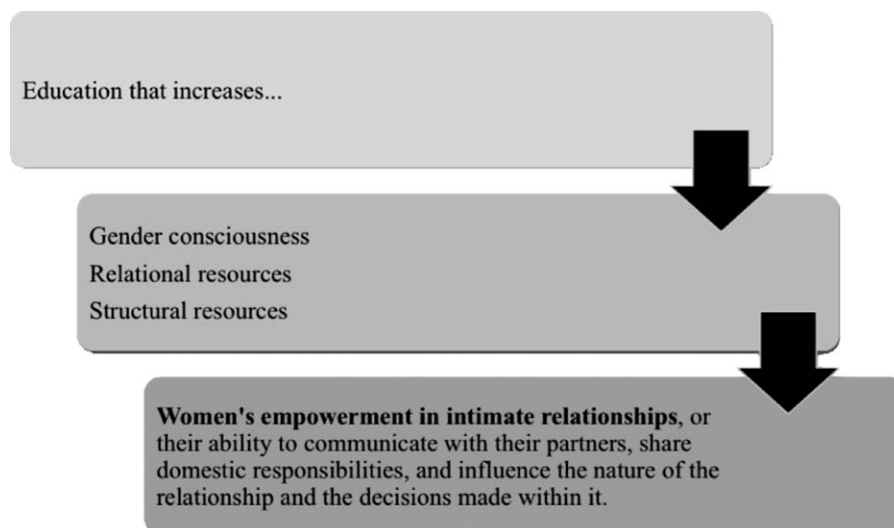 Education that increases...
Gender consciousness
Relational resources
Structural resources
Women's empowerment in intimate relationships, or
their ability to communicate with their partners, share
domestic responsibilities, and influence the nature of the
relationship and the decisions made within it.